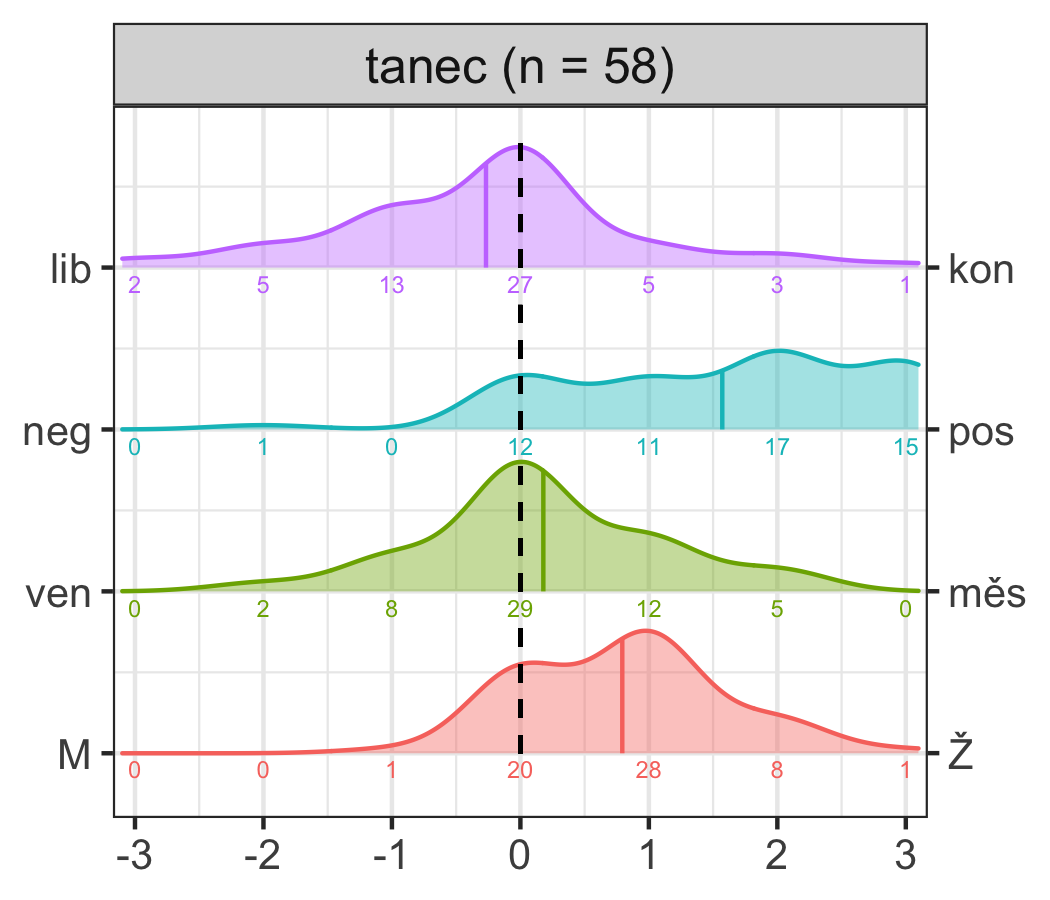 tanec (n = 58)
lib kon
2 5 13 27 5 3 1
neg pos
0 1 0 12 11 17 15
ven měs
0 2 8 29 12 5 0
M Ž
0 0 1 20 28 8 1
-3 -2 -1 0 1 2 3